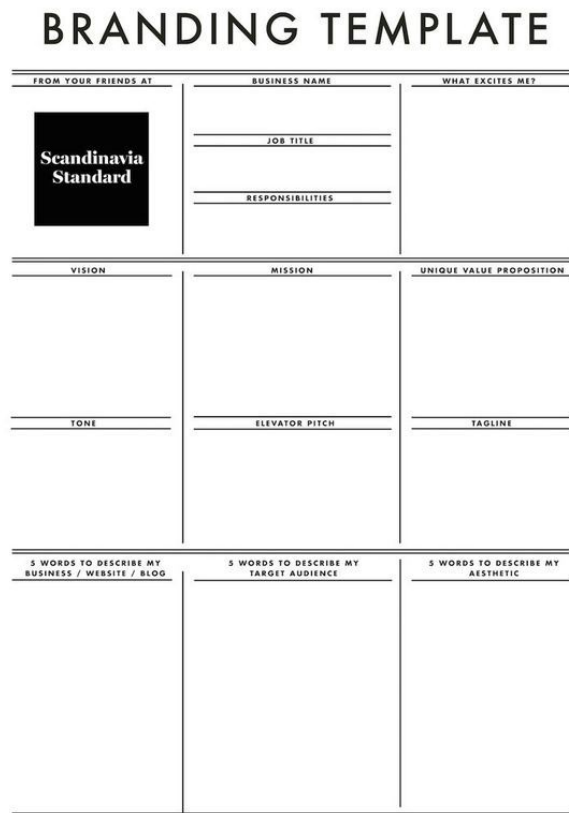 BRANDING TEMPLATE
FROM YOUR FRIENDS AT
Scandinavia
Standard
BUSINESS NAME
JOB TITLE
RESPONSIBILITIES
WHAT EXCITES ME?
VISION
MISSION
UNIQUE VALUE PROPOSITION
TONE
ELEVATOR PITCH
TAGLINE
5 WORDS TO DESCRIBE MY
BUSINESS / WEBSITE / BLOG
5 WORDS TO DESCRIBE MY
TARGET AUDIENCE
5 WORDS TO DESCRIBE MY
AESTHETIC